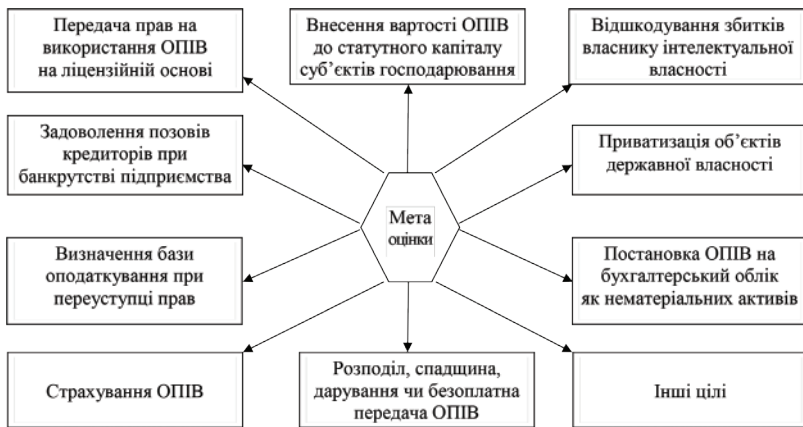 Передача прав на
використання ОПІВ
на ліцензійній основі
Внесення вартості ОПІВ
до статутного капіталу
суб’єктів господарювання
Відшкодування збитків
власнику інтелектуальної
власності
Задоволення позовів
кредиторів при
банкрутстві підприємства
Приватизація об’єктів
державної власності
Мета
оцінки
Визначення бази
оподаткування при
переуступці прав
Постановка ОПІВ на
бухгалтерський облік
як нематеріальних активів
Страхування ОПІВ
Розподіл, спадщина,
дарування чи безоплатна
передача ОПІВ
Інші цілі